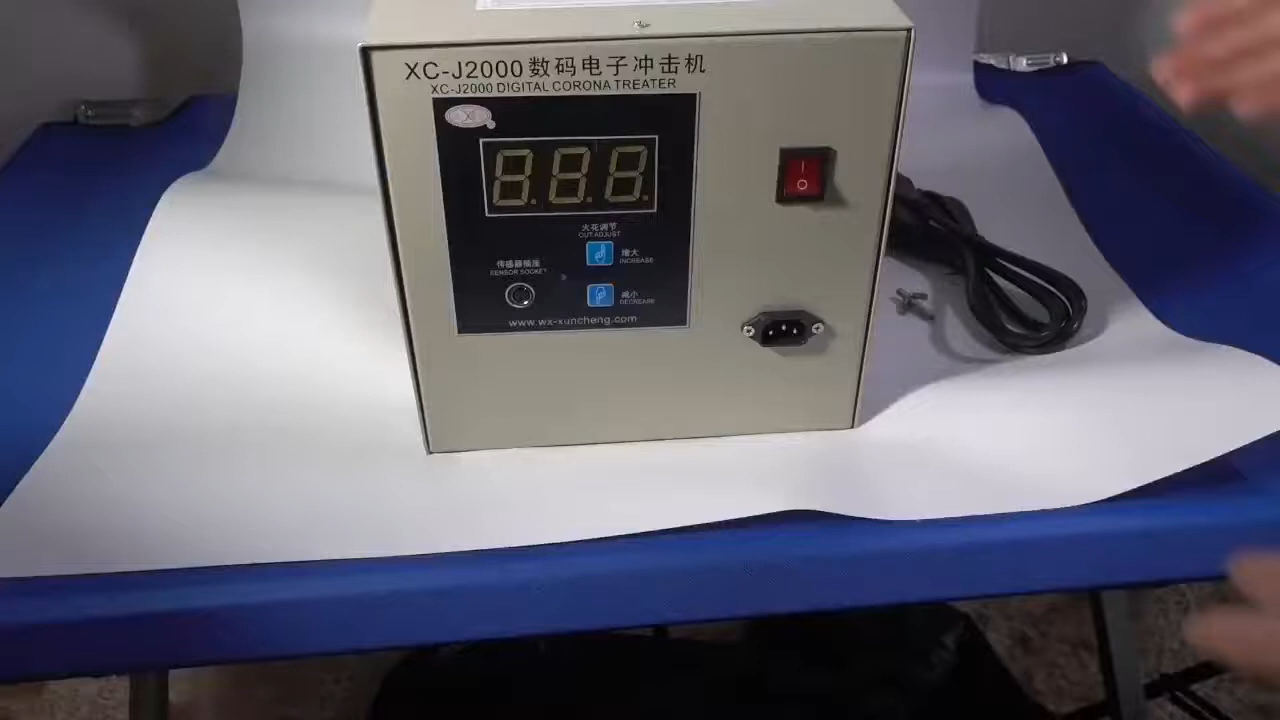 XC-J2000数码电子冲击机
XC-J2000 DIGITAL CORONA TREATER
X
8.8.8.
火花调节
OUT ADJUST
增大
INCREASE
传感器插座
SENSOR SOCKET
减小
DECREASE
www.wx-xuncheng.com
I
O